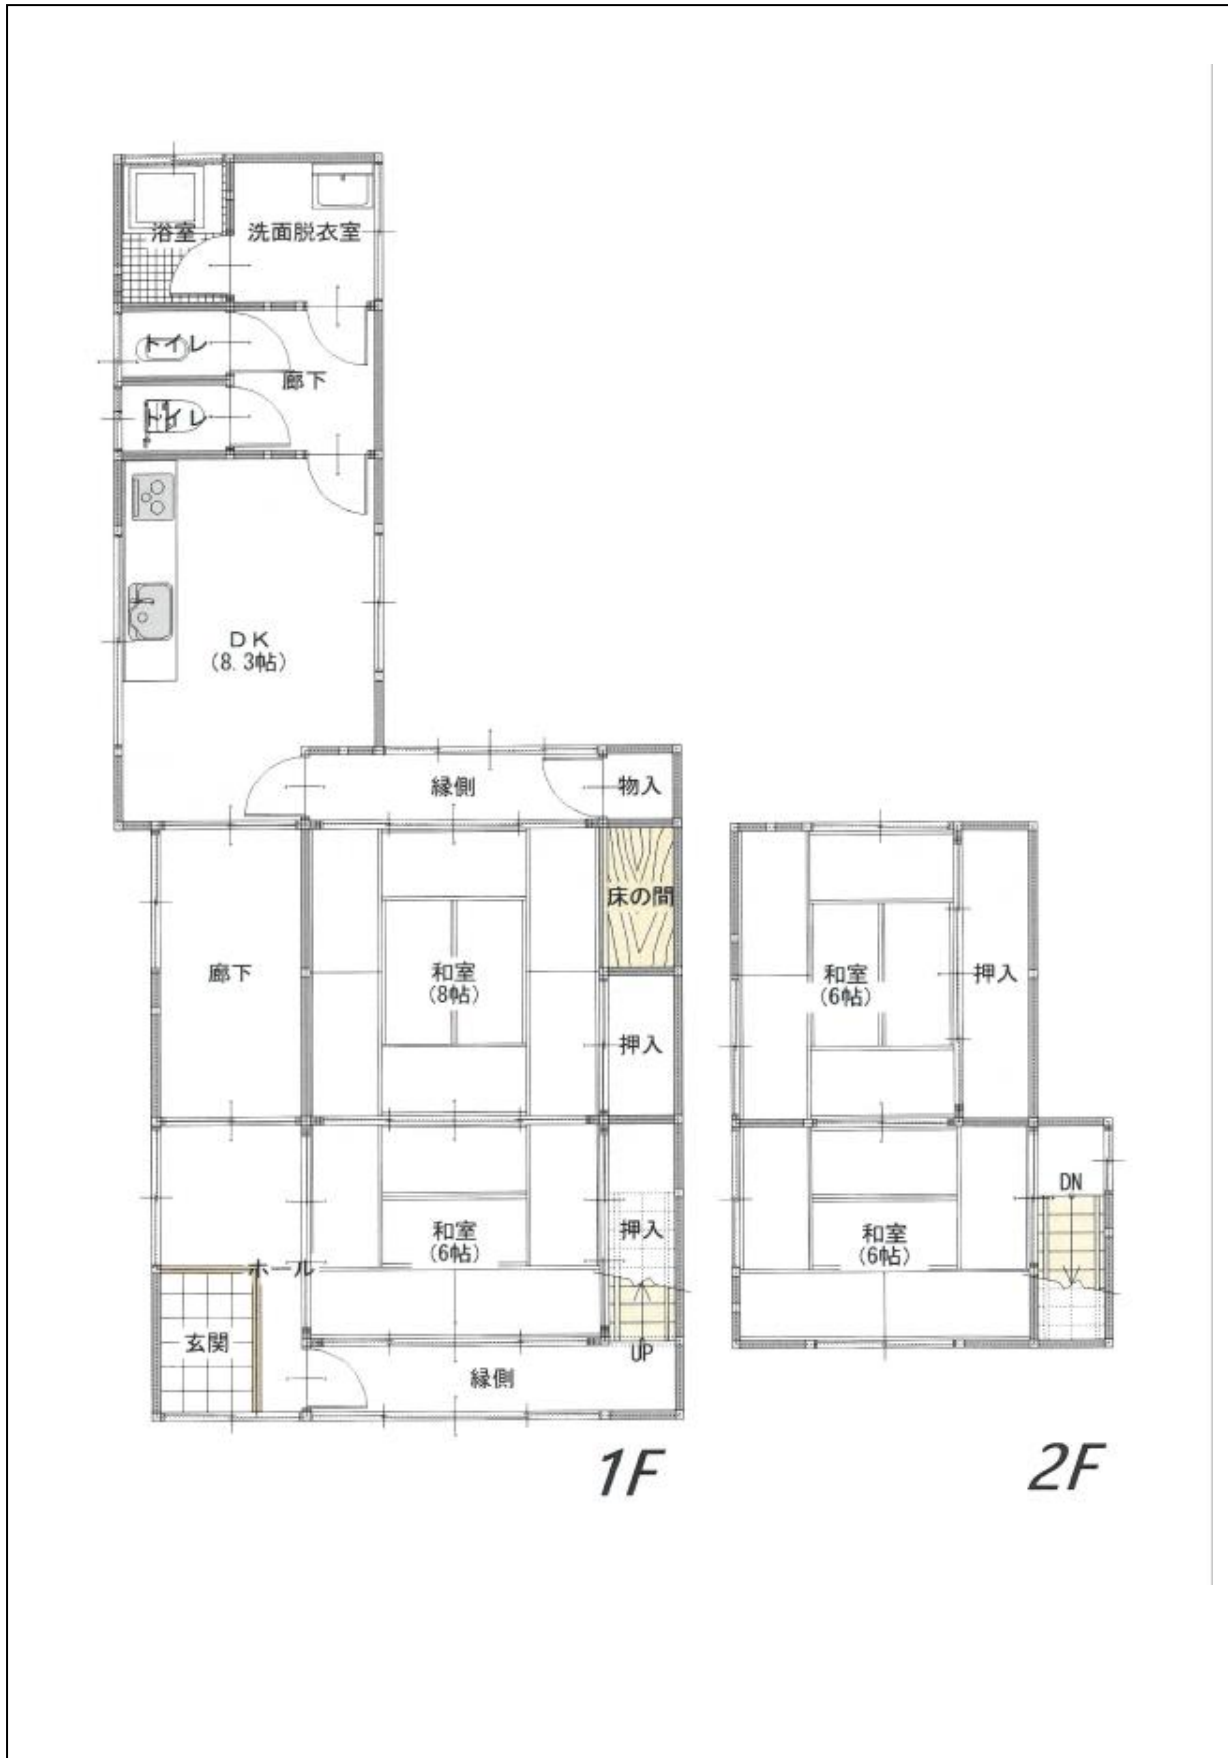 浴室
洗面脱衣室
トイレ
廊下
トイレ
DK
(8.3帖)
縁側
物入
床の間
廊下
和室
(8帖)
押入
和室
(6帖)
押入
ホール
玄関
UP
縁側
1F
和室
(6帖)
押入
DN
和室
(6帖)
2F